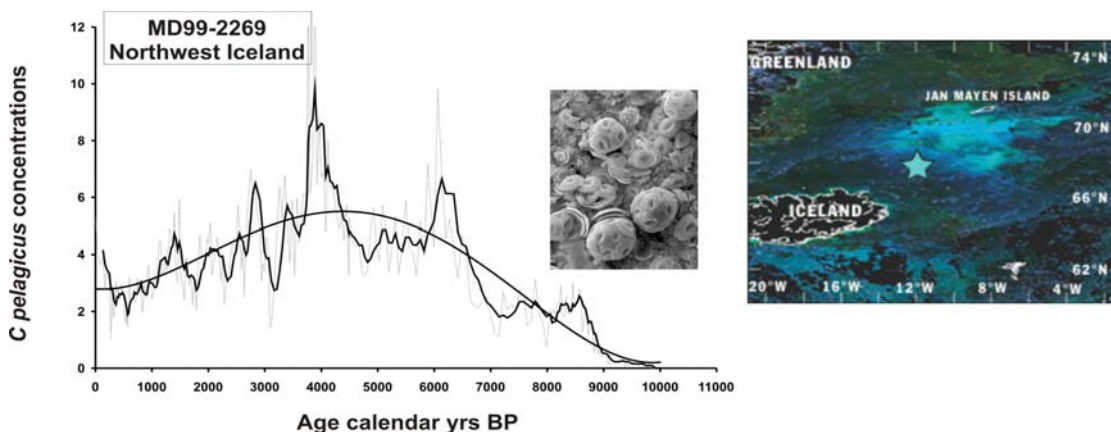 MD99-2269
Northwest Iceland
C pelagicus concentrations
12
10
8
6
4
2
0
0 1000 2000 3000 4000 5000 6000 7000 8000 9000 10000 11000
Age calendar yrs BP
GREENLAND
74°N
JAN MAYEN ISLAND
70°N
66°N
ICELAND
62°N
20°W 16°W 12°W 8°W 4°W